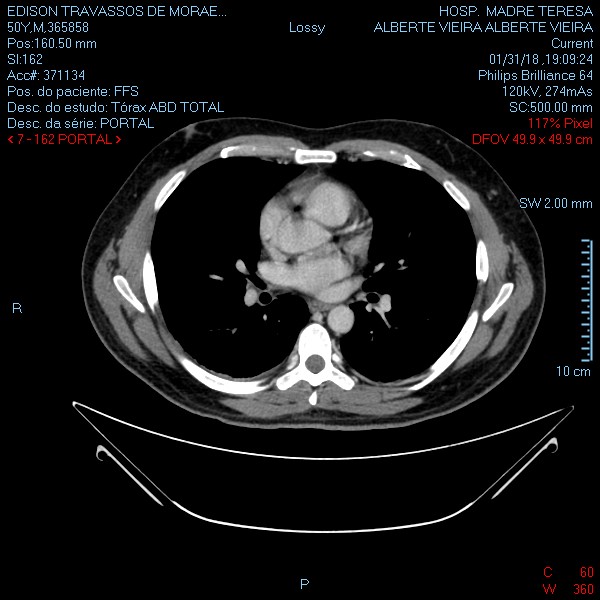 EDISON TRAVASSOS DE MORAE...
50Y,M,365858
Pos:160.50 mm
SI:162
Acc#: 371134
Pos. do paciente: FFS
Desc. do estudo: Tórax ABD TOTAL
Desc. da série: PORTAL
< 7 - 162 PORTAL >
Lossy
HOSP. MADRE TERESA
ALBERTE VIEIRA ALBERTE VIEIRA
Current
01/31/18 ,19:09:24
Philips Brilliance 64
120kV, 274mAs
SC:500.00 mm
117% Pixel
DFOV 49.9 x 49.9 cm
SW 2.00 mm
R
10 cm
P
C 60
W 360